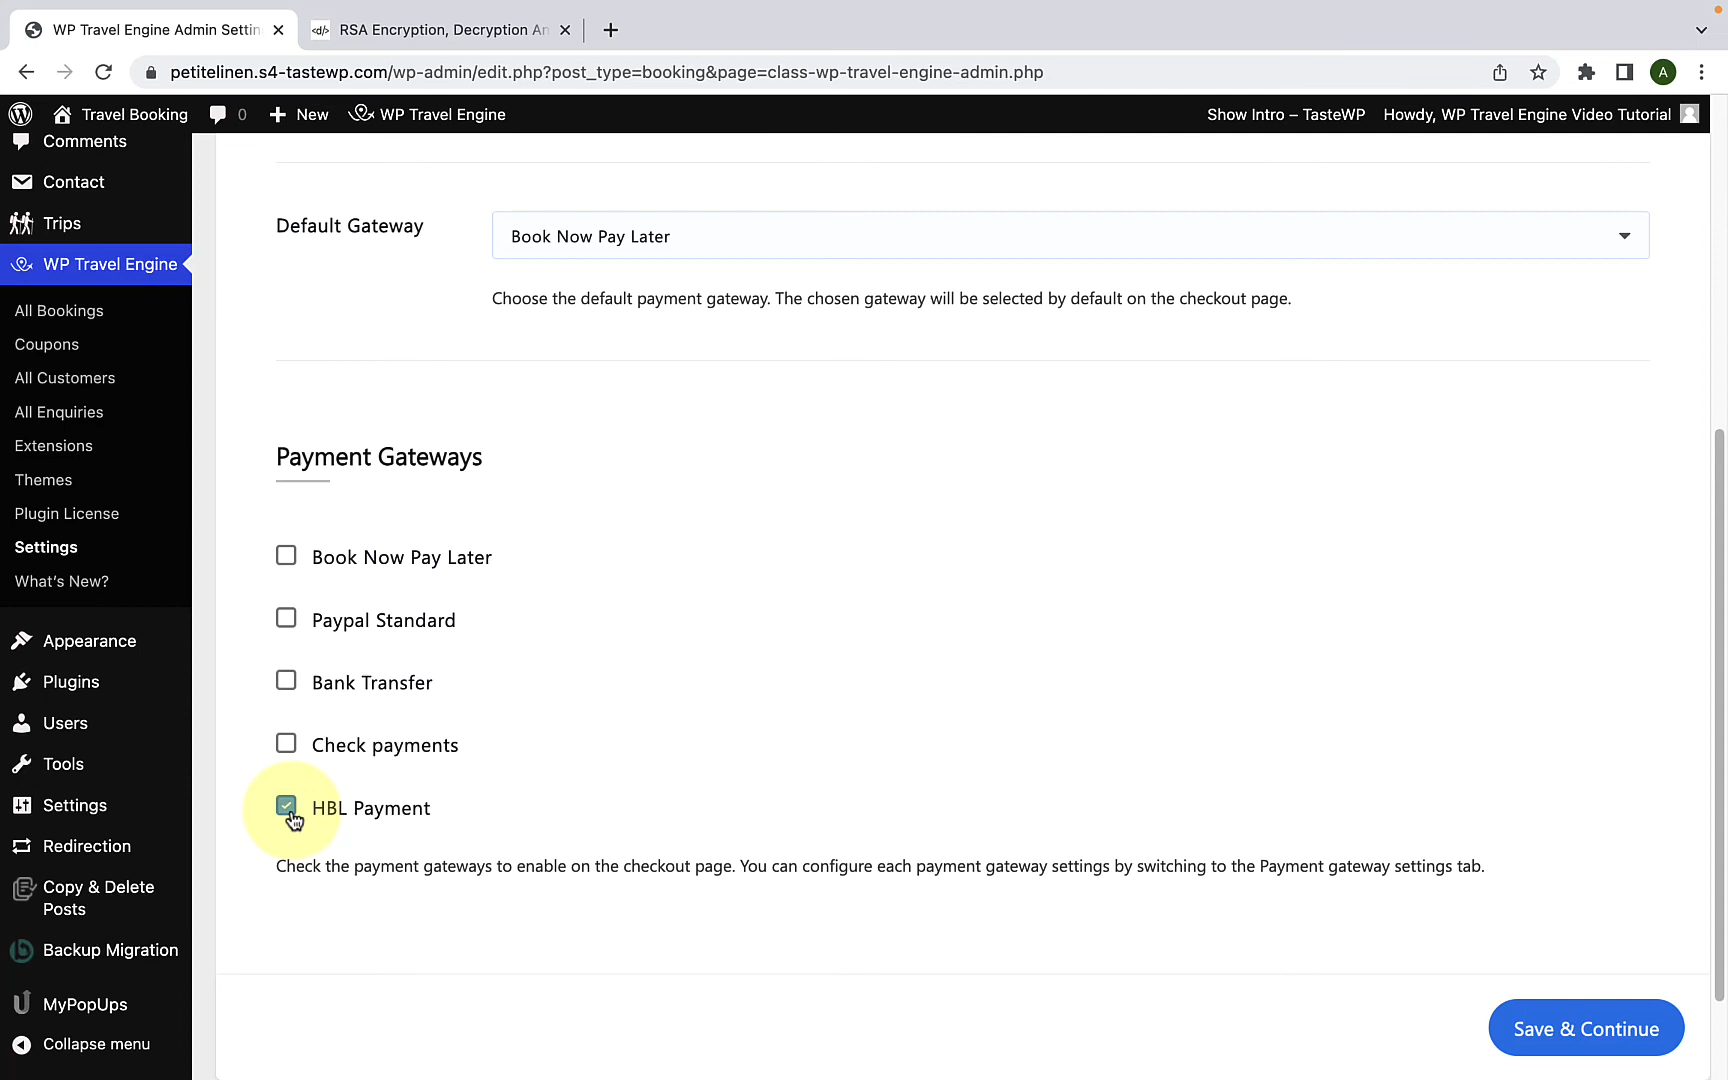 WP Travel Engine Admin Settin
RSA Encryption, Decryption An
petitelinen.s4-tastewp.com/wp-admin/edit.php?post_type=booking&page=class-wp-travel-engine-admin.php
A
Travel Booking
0
New
WP Travel Engine
Show Intro – TasteWP
Howdy, WP Travel Engine Video Tutorial
Comments
Contact
Trips
WP Travel Engine
All Bookings
Coupons
All Customers
All Enquiries
Extensions
Themes
Plugin License
Settings
What's New?
Appearance
Plugins
Users
Tools
Settings
Redirection
Copy & Delete
Posts
Backup Migration
MyPopUps
Collapse menu
Default Gateway
Book Now Pay Later
Choose the default payment gateway. The chosen gateway will be selected by default on the checkout page.
Payment Gateways
Book Now Pay Later
Paypal Standard
Bank Transfer
Check payments
HBL Payment
Check the payment gateways to enable on the checkout page. You can configure each payment gateway settings by switching to the Payment gateway settings tab.
Save & Continue